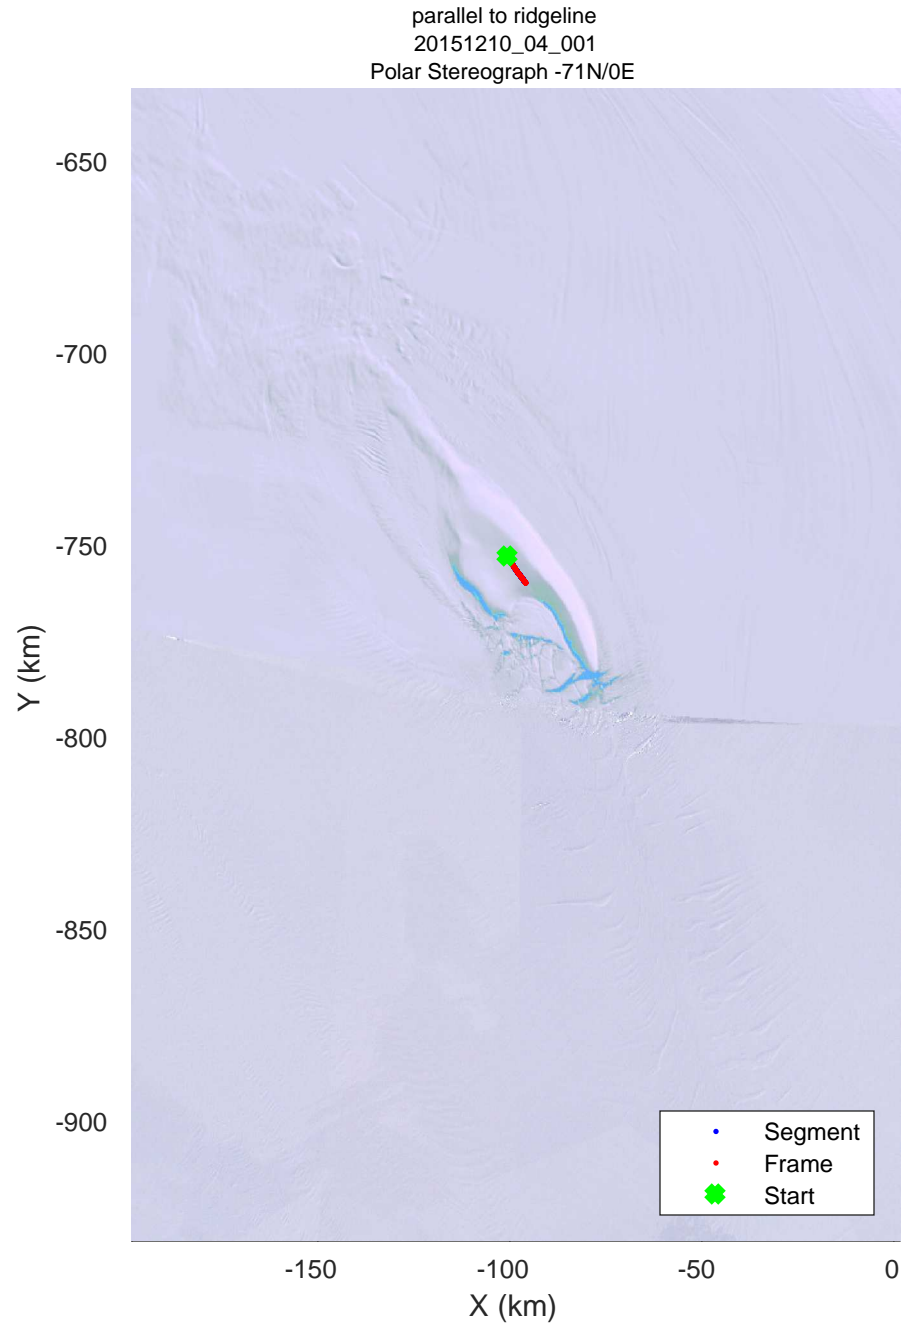 parallel to ridgeline
20151210_04_001
Polar Stereograph -71N/0E
-650
-700
-750
-800
-850
-900
Y (km)
Segment
Frame
Start
-150
-100
-50
0
X (km)